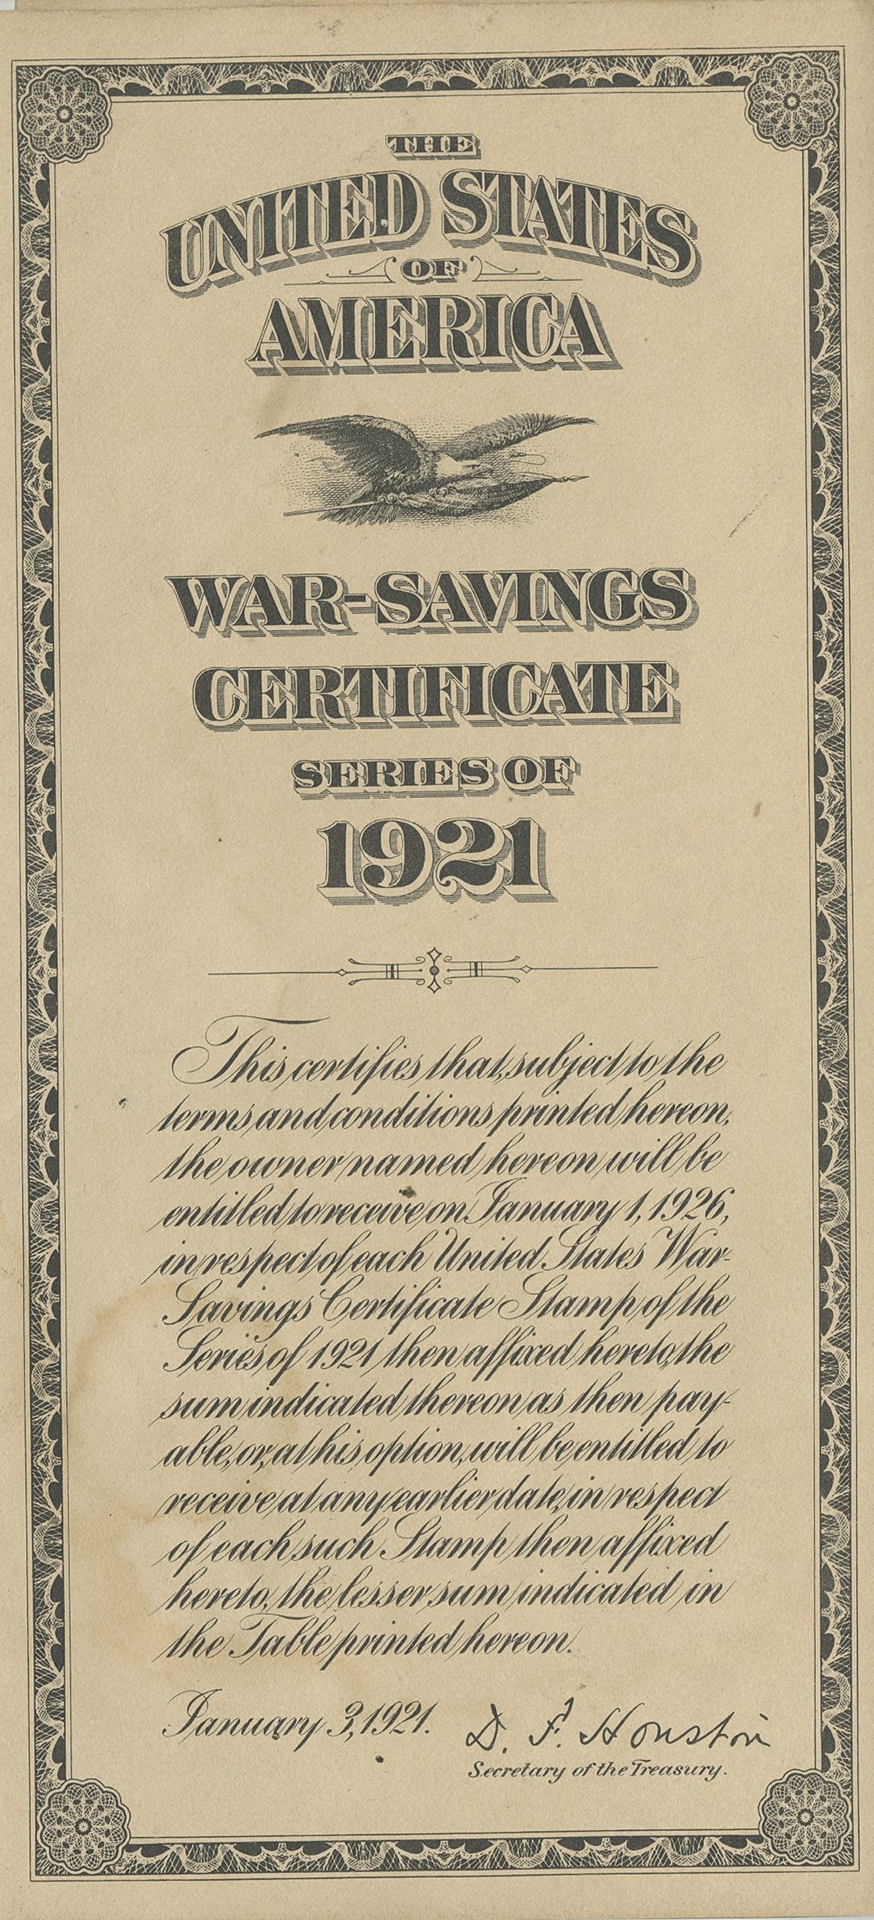 THE
UNITED STATES
OF
AMERICA
WAR-SAVINGS
CERTIFICATE
SERIES OF
1921
This certifies that, subject to the
terms and conditions printed hereon,
the owner named hereon will be
entitled to receive on January 1, 1926,
in respect of each United States War-
Savings Certificate Stamp of the
Series of 1921 then affixed hereto, the
sum indicated thereon as then pay-
able, or, at his option, will be entitled to
receive at any earlier date, in respect
of each such Stamp then affixed
hereto, the lesser sum indicated in
the Table printed hereon.
January 3, 1921. D. F. Houston
Secretary of the Treasury.